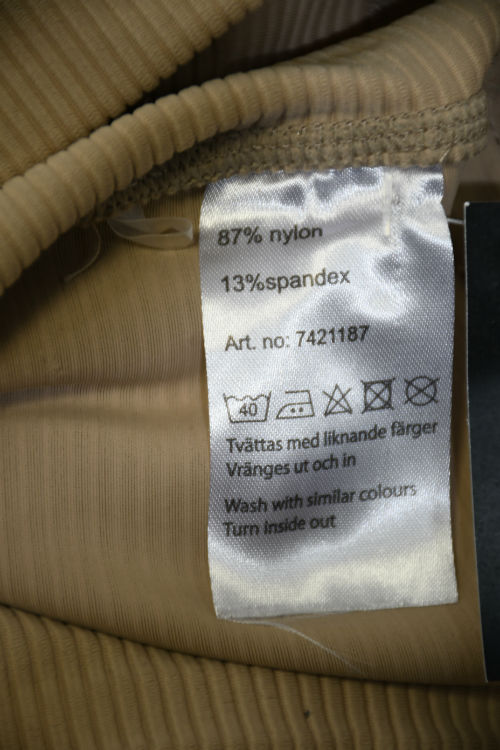 87% nylon
13%spandex
Art. no: 7421187
40
Tvättas med liknande färger
Vränges ut och in
Wash with similar colours
Turn inside out